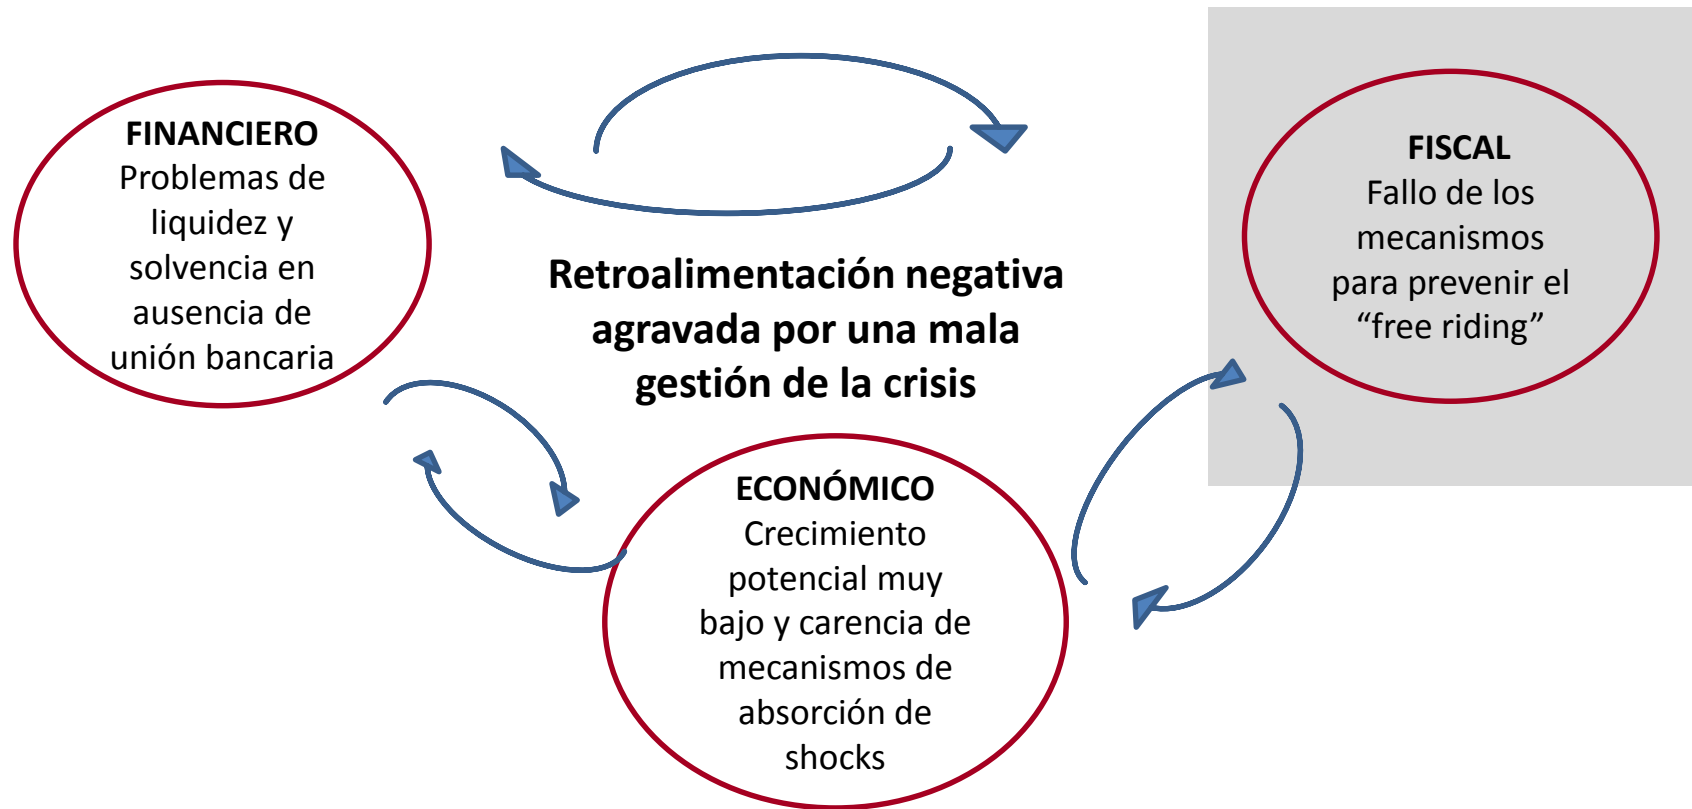 FINANCIERO
Problemas de
liquidez y
solvencia en
ausencia de
unión bancaria
FISCAL
Fallo de los
mecanismos
para prevenir el
“free riding”
Retroalimentación negativa
agravada por una mala
gestión de la crisis
ECONÓMICO
Crecimiento
potencial muy
bajo y carencia de
mecanismos de
absorción de
shocks